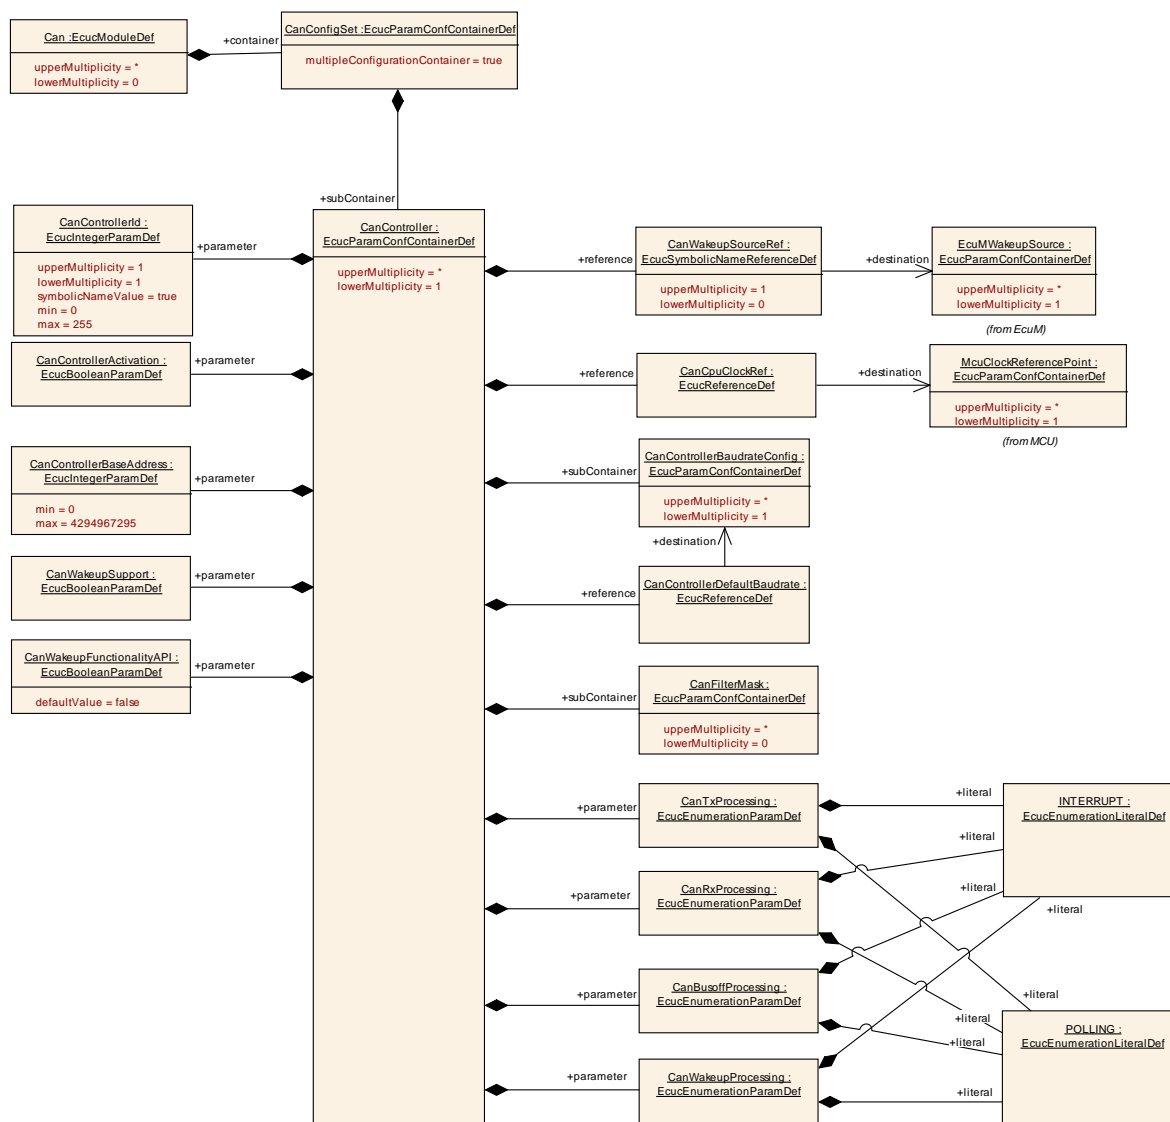 Can :EcucModuleDef
upperMultiplicity = *
lowerMultiplicity = 0
+container
CanConfigSet :EcucParamConfContainerDef
multipleConfigurationContainer = true
+subContainer
CanControllerId :
EcucIntegerParamDef
upperMultiplicity = 1
lowerMultiplicity = 1
symbolicNameValue = true
min = 0
max = 255
+parameter
CanController :
EcucParamConfContainerDef
upperMultiplicity = *
lowerMultiplicity = 1
+reference
CanWakeupSourceRef :
EcucSymbolicNameReferenceDef
upperMultiplicity = 1
lowerMultiplicity = 0
+destination
EcuMWakeupSource :
EcucParamConfContainerDef
upperMultiplicity = *
lowerMultiplicity = 1
(from EcuM)
CanControllerActivation :
EcucBooleanParamDef
+parameter
+reference
CanCpuClockRef :
EcucReferenceDef
+destination
McuClockReferencePoint :
EcucParamConfContainerDef
upperMultiplicity = *
lowerMultiplicity = 1
(from MCU)
CanControllerBaseAddress :
EcucIntegerParamDef
min = 0
max = 4294967295
+parameter
+subContainer
CanControllerBaudrateConfig :
EcucParamConfContainerDef
upperMultiplicity = *
lowerMultiplicity = 1
+destination
CanWakeupSupport :
EcucBooleanParamDef
+parameter
+reference
CanControllerDefaultBaudrate :
EcucReferenceDef
CanWakeupFunctionalityAPI :
EcucBooleanParamDef
defaultValue = false
+parameter
+subContainer
CanFilterMask :
EcucParamConfContainerDef
upperMultiplicity = *
lowerMultiplicity = 0
+parameter
CanTxProcessing :
EcucEnumerationParamDef
+literal
INTERRUPT :
EcucEnumerationLiteralDef
+literal
+parameter
CanRxProcessing :
EcucEnumerationParamDef
+literal
+literal
+parameter
CanBusoffProcessing :
EcucEnumerationParamDef
+literal
+literal
+literal
POLLING :
EcucEnumerationLiteralDef
+parameter
CanWakeupProcessing :
EcucEnumerationParamDef
+literal